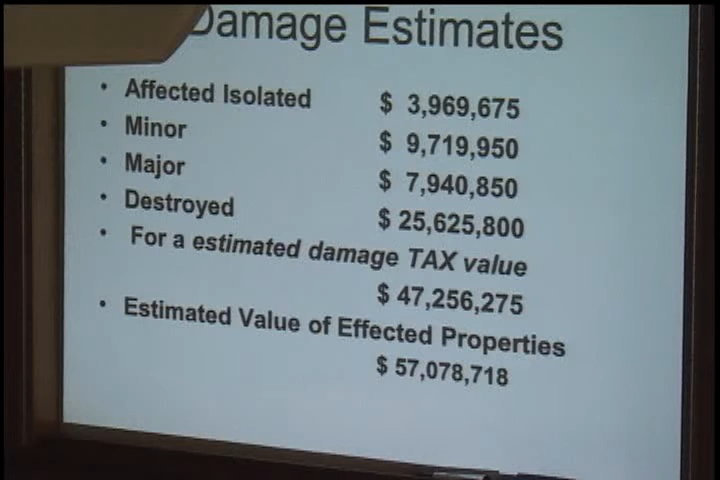 Damage Estimates
• Affected Isolated $ 3,969,675
• Minor $ 9,719,950
• Major $ 7,940,850
• Destroyed $ 25,625,800
• For a estimated damage TAX value
$ 47,256,275
• Estimated Value of Effected Properties
$ 57,078,718